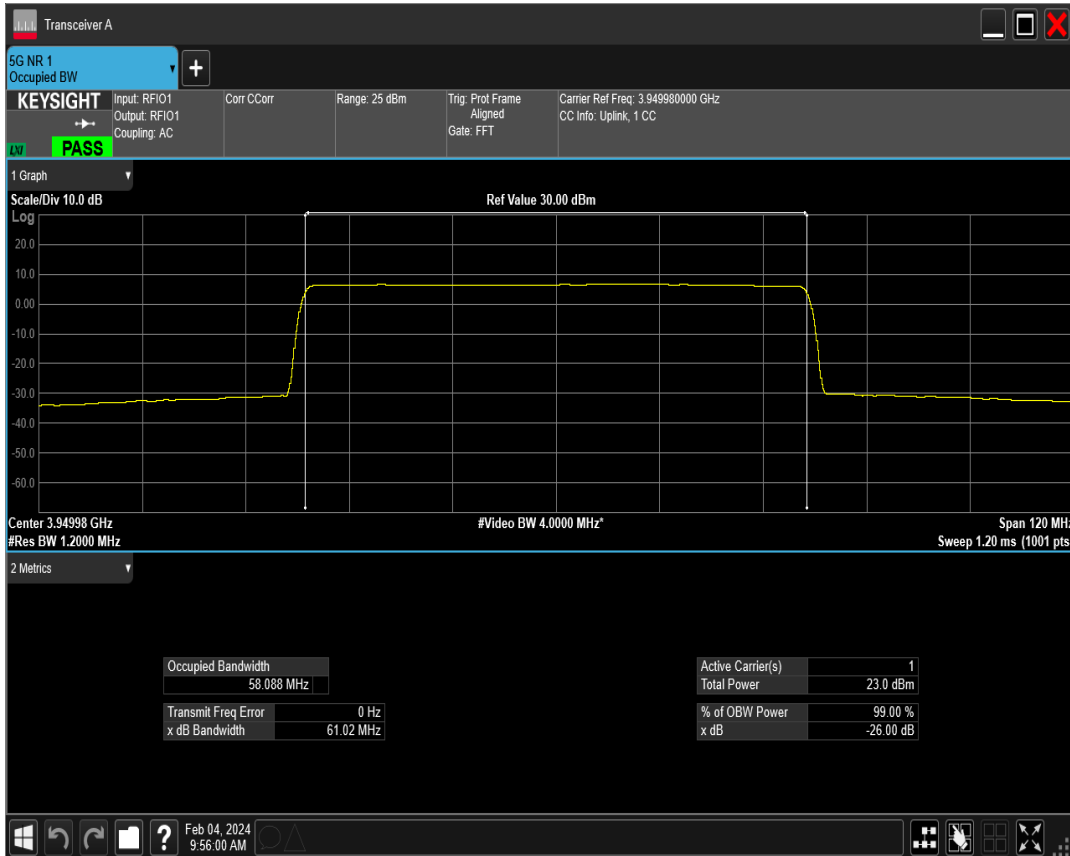 Transceiver A
5G NR 1
Occupied BW
+
KEYSIGHT
LXI
PASS
Input: RFIO1
Output: RFIO1
Coupling: AC
Corr CCorr
Range: 25 dBm
Trig: Prot Frame
Aligned
Gate: FFT
Carrier Ref Freq: 3.949980000 GHz
CC Info: Uplink, 1 CC
1 Graph
Scale/Div 10.0 dB
Ref Value 30.00 dBm
Log
20.0
10.0
0.00
-10.0
-20.0
-30.0
-40.0
-50.0
-60.0
Center 3.94998 GHz
#Video BW 4.0000 MHz*
Span 120 MHz
#Res BW 1.2000 MHz
Sweep 1.20 ms (1001 pts
2 Metrics
Occupied Bandwidth
58.088 MHz
Transmit Freq Error 0 Hz
x dB Bandwidth 61.02 MHz
Active Carrier(s) 1
Total Power 23.0 dBm
% of OBW Power 99.00 %
x dB -26.00 dB
?
Feb 04, 2024
9:56:00 AM